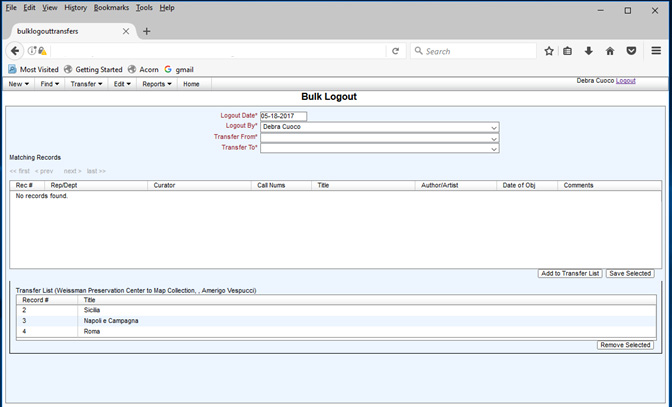 File Edit View History Bookmarks Tools Help
bulklogouttransfers
Search
Most Visited Getting Started Acorn gmail
Debra Cuoco Logout
New Find Transfer Edit Reports Home
Bulk Logout
Logout Date* 05-18-2017
Logout By* Debra Cuoco
Transfer From*
Transfer To*
Matching Records
<< first < prev next > last >>
Rec # Rep/Dept Curator Call Nums Title Author/Artist Date of Obj Comments
No records found.
Add to Transfer List Save Selected
Transfer List (Weissman Preservation Center to Map Collection, , Amerigo Vespucci)
Record # Title
2 Sicilia
3 Napoli e Campagna
4 Roma
Remove Selected